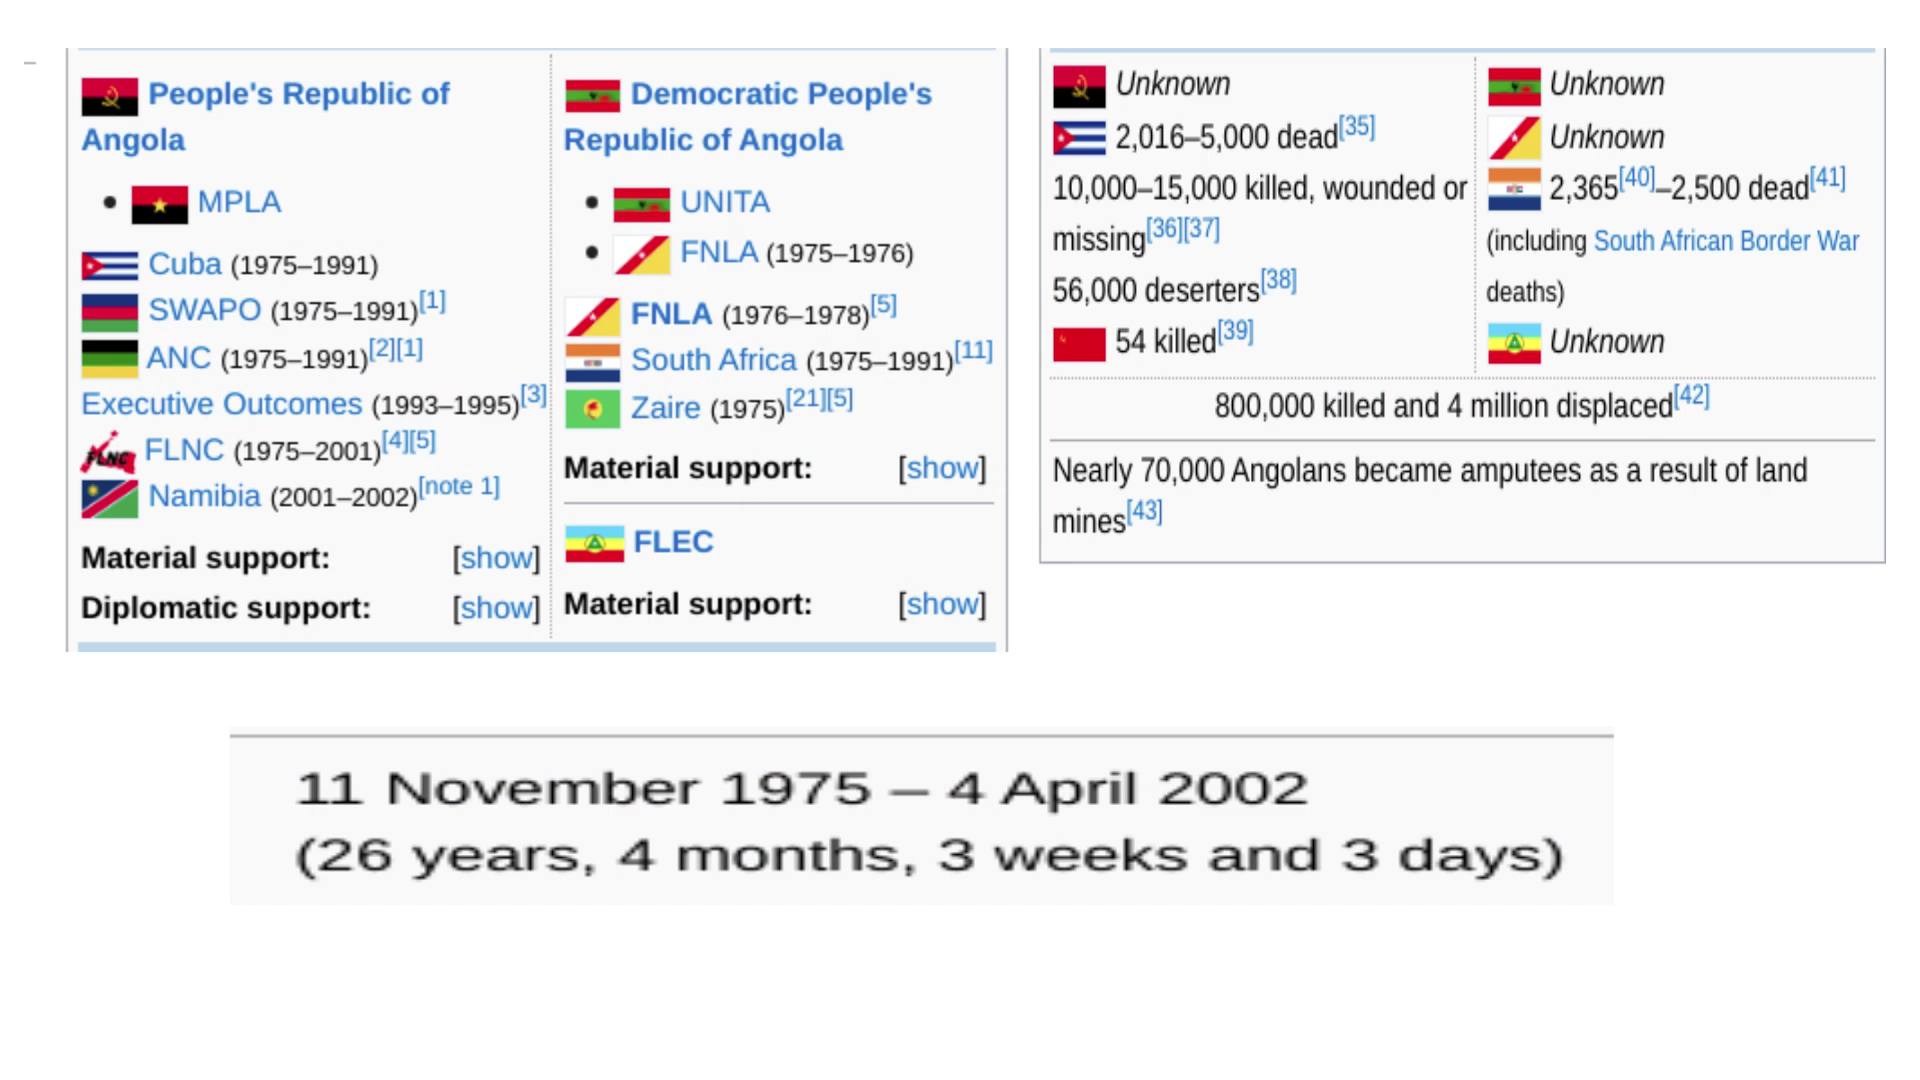 People's Republic of
Angola
• MPLA
Cuba (1975–1991)
SWAPO (1975–1991)[1]
ANC (1975–1991)[2][1]
Executive Outcomes (1993–1995)[3]
FLNC FLNC (1975–2001)[4][5]
Namibia (2001–2002)[note 1]
Material support: [show]
Diplomatic support: [show]
Democratic People's
Republic of Angola
• UNITA
• FNLA (1975–1976)
FNLA (1976–1978)[5]
South Africa (1975–1991)[11]
Zaire (1975)[21][5]
Material support: [show]
FLEC
Material support: [show]
Unknown
2,016–5,000 dead[35]
10,000–15,000 killed, wounded or
missing[36][37]
56,000 deserters[38]
54 killed[39]
Unknown
Unknown
2,365[40]–2,500 dead[41]
(including South African Border War
deaths)
Unknown
800,000 killed and 4 million displaced[42]
Nearly 70,000 Angolans became amputees as a result of land
mines[43]
11 November 1975 – 4 April 2002
(26 years, 4 months, 3 weeks and 3 days)